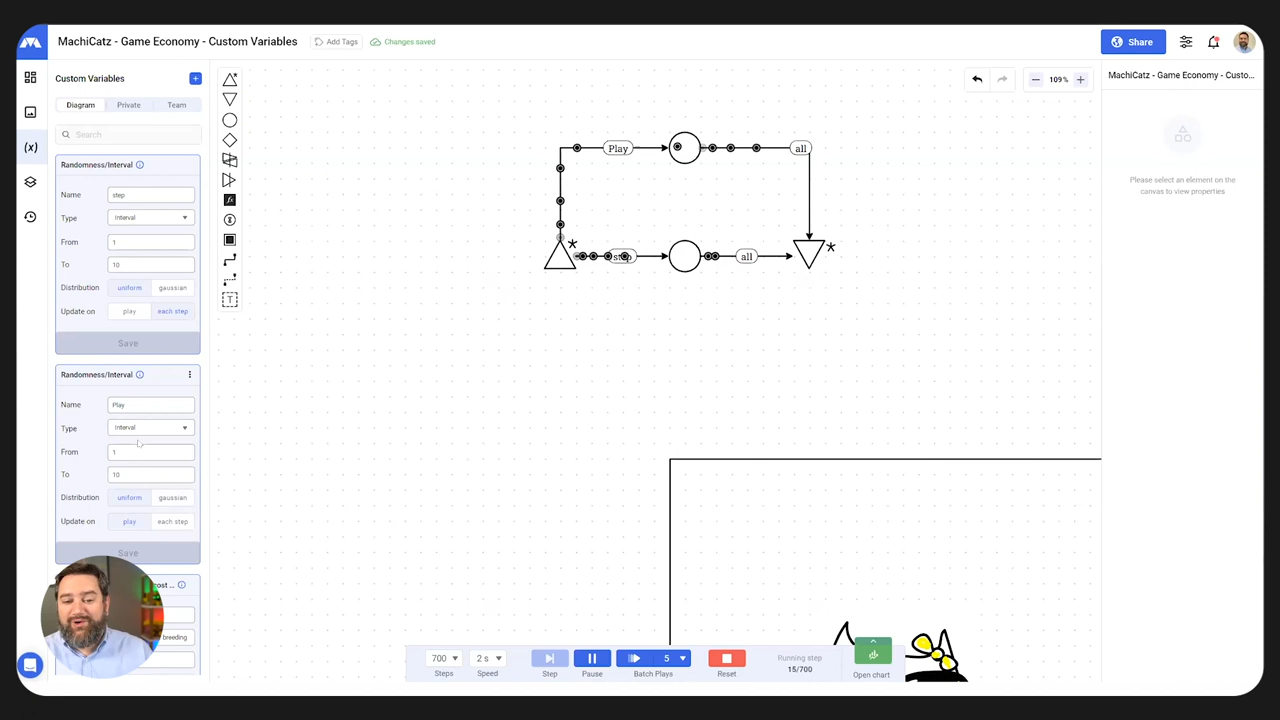 MachiCatz - Game Economy - Custom Variables
Add Tags
Changes saved
Share
Custom Variables
Diagram
Private
Team
Search
Randomness/Interval
Name
step
Type
Interval
From
1
To
10
Distribution
uniform
gaussian
Update on
play
each step
Save
Randomness/Interval
Name
Play
Type
Interval
From
1
To
10
Distribution
uniform
gaussian
Update on
play
each step
Save
cost ...
breeding
(x)
fx
T
Play
all
all
109%
MachiCatz - Game Economy - Custo...
Please select an element on the
canvas to view properties
700
Steps
2 s
Speed
Step
Pause
5
Batch Plays
Reset
Running step
15/700
Open chart